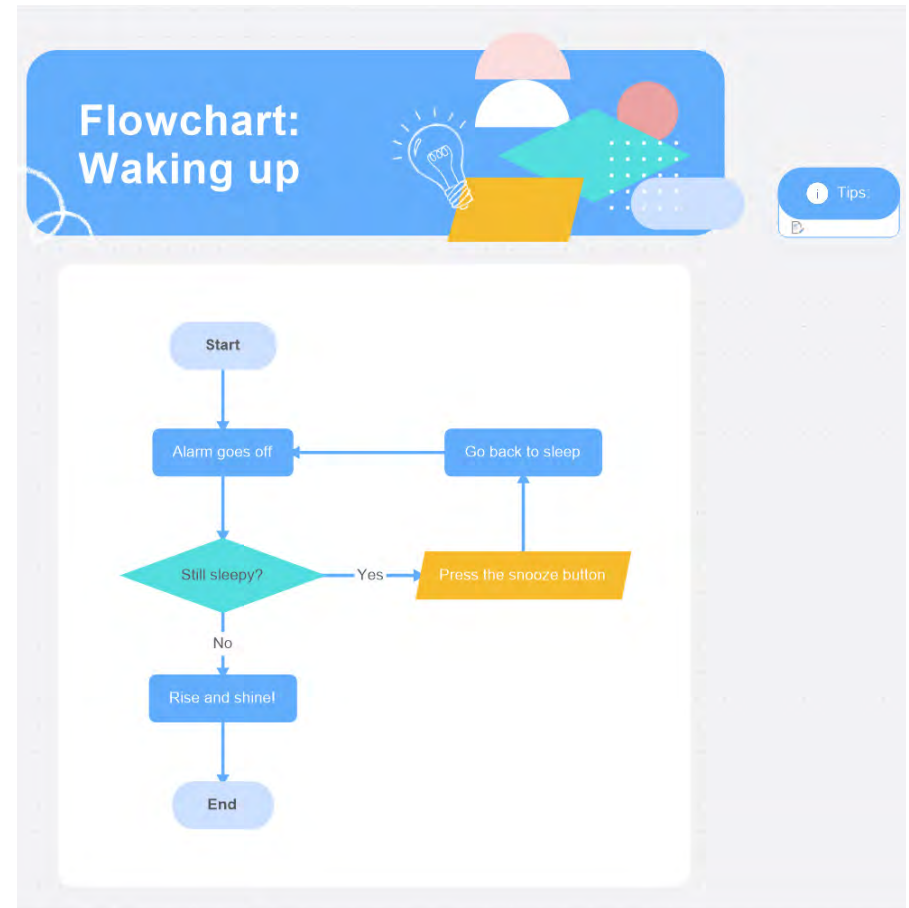 Flowchart:
Waking up
i Tips:
Start
Alarm goes off
Go back to sleep
Still sleepy?
Yes
Press the snooze button
No
Rise and shine!
End